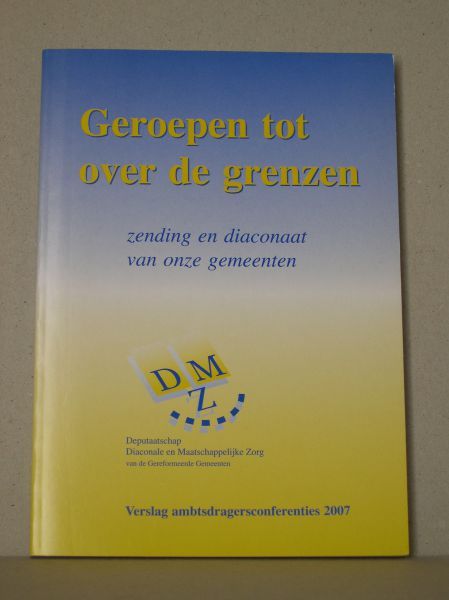 Geroepen tot
over de grenzen
zending en diaconaat
van onze gemeenten
D M
Z
Deputaatschap
Diaconale en Maatschappelijke Zorg
van de Gereformeerde Gemeenten
Verslag ambtsdragersconferenties 2007